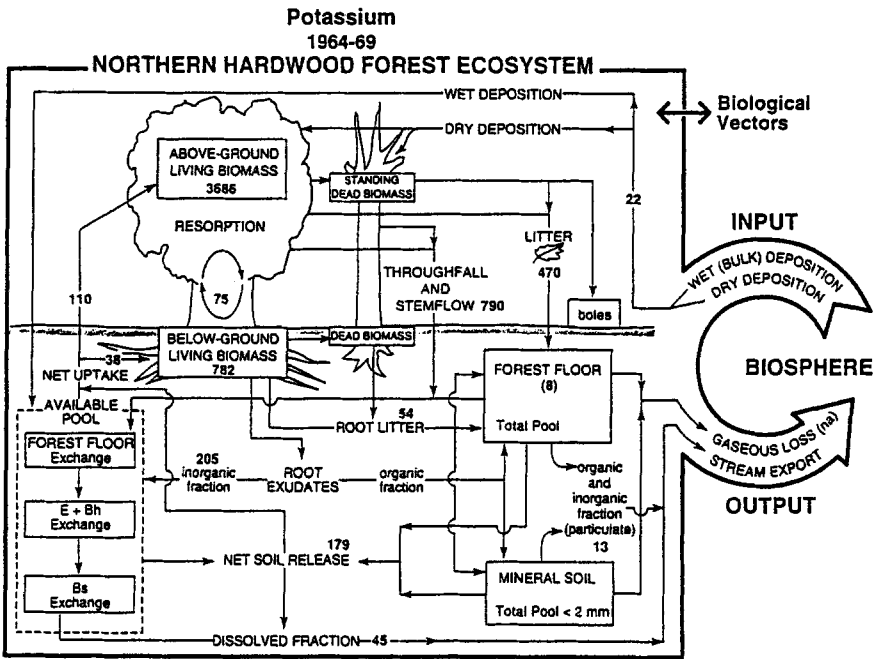 Potassium
1964-69
NORTHERN HARDWOOD FOREST ECOSYSTEM
WET DEPOSITION
DRY DEPOSITION
Biological
Vectors
ABOVE-GROUND
LIVING BIOMASS
3686
STANDING
DEAD BIOMASS
RESORPTION
22
INPUT
WET (BULK) DEPOSITION
DRY DEPOSITION
LITTER
470
THROUGHFALL
AND
STEMFLOW 790
110
75
boles
BELOW-GROUND
LIVING BIOMASS
782
DEAD BIOMASS
38
NET UPTAKE
FOREST FLOOR
(8)
Total Pool
BIOSPHERE
AVAILABLE
POOL
54
ROOT LITTER
FOREST FLOOR
Exchange
GASEOUS LOSS (na)
STREAM EXPORT
OUTPUT
205
inorganic
fraction
ROOT
EXUDATES
organic
fraction
organic
and
inorganic
fraction
(particulate)
13
E + Bh
Exchange
179
NET SOIL RELEASE
MINERAL SOIL
Total Pool < 2 mm
Bs
Exchange
DISSOLVED FRACTION 45